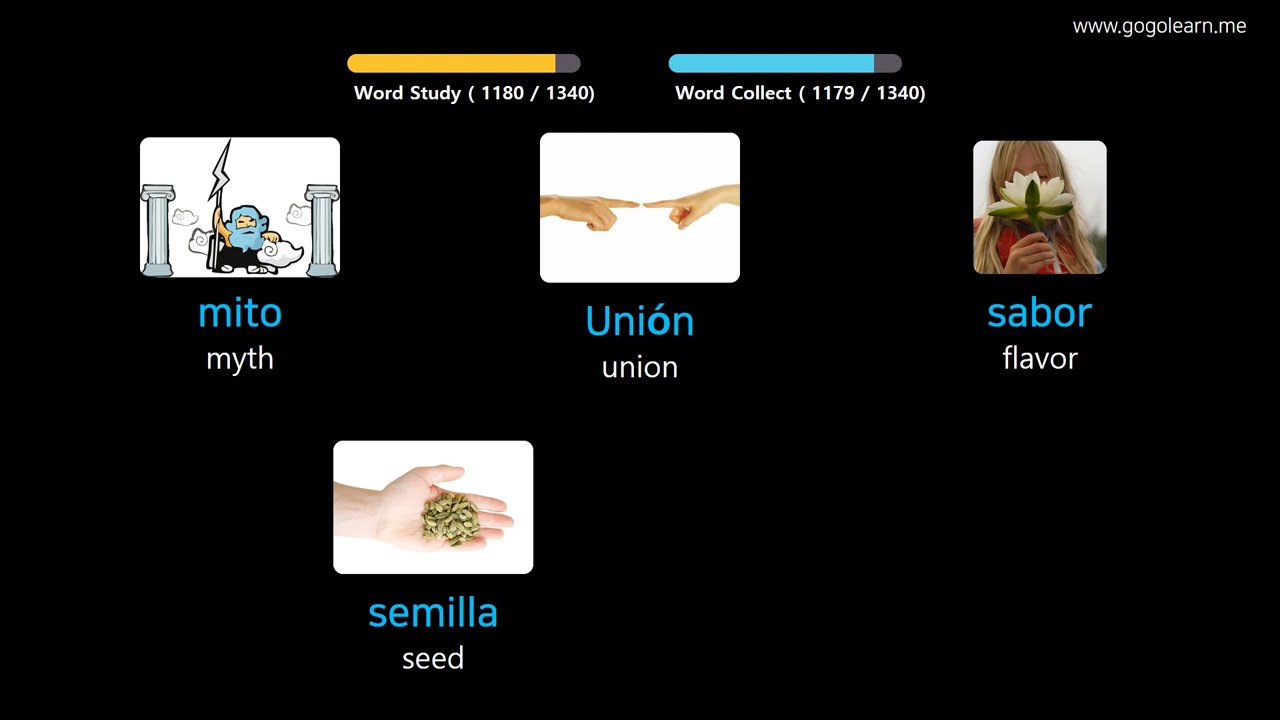 www.gogolearn.me
Word Study ( 1180 / 1340)
Word Collect ( 1179 / 1340)
mito
myth
Unión
union
sabor
flavor
semilla
seed